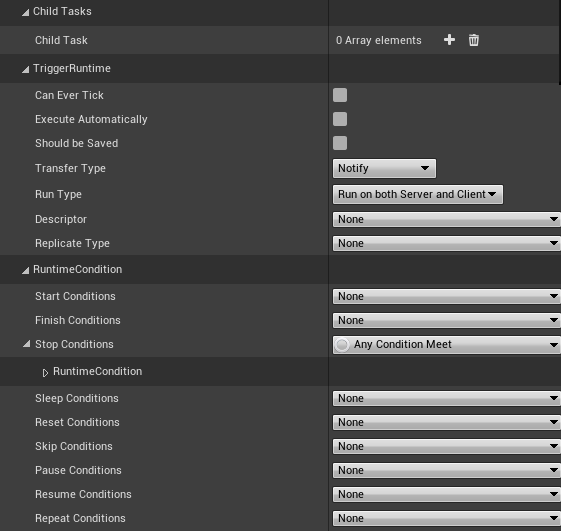 Child Tasks
Child Task 0 Array elements
TriggerRuntime
Can Ever Tick
Execute Automatically
Should be Saved
Transfer Type Notify
Run Type Run on both Server and Client
Descriptor None
Replicate Type None
RuntimeCondition
Start Conditions None
Finish Conditions None
Stop Conditions Any Condition Meet
RuntimeCondition
Sleep Conditions None
Reset Conditions None
Skip Conditions None
Pause Conditions None
Resume Conditions None
Repeat Conditions None